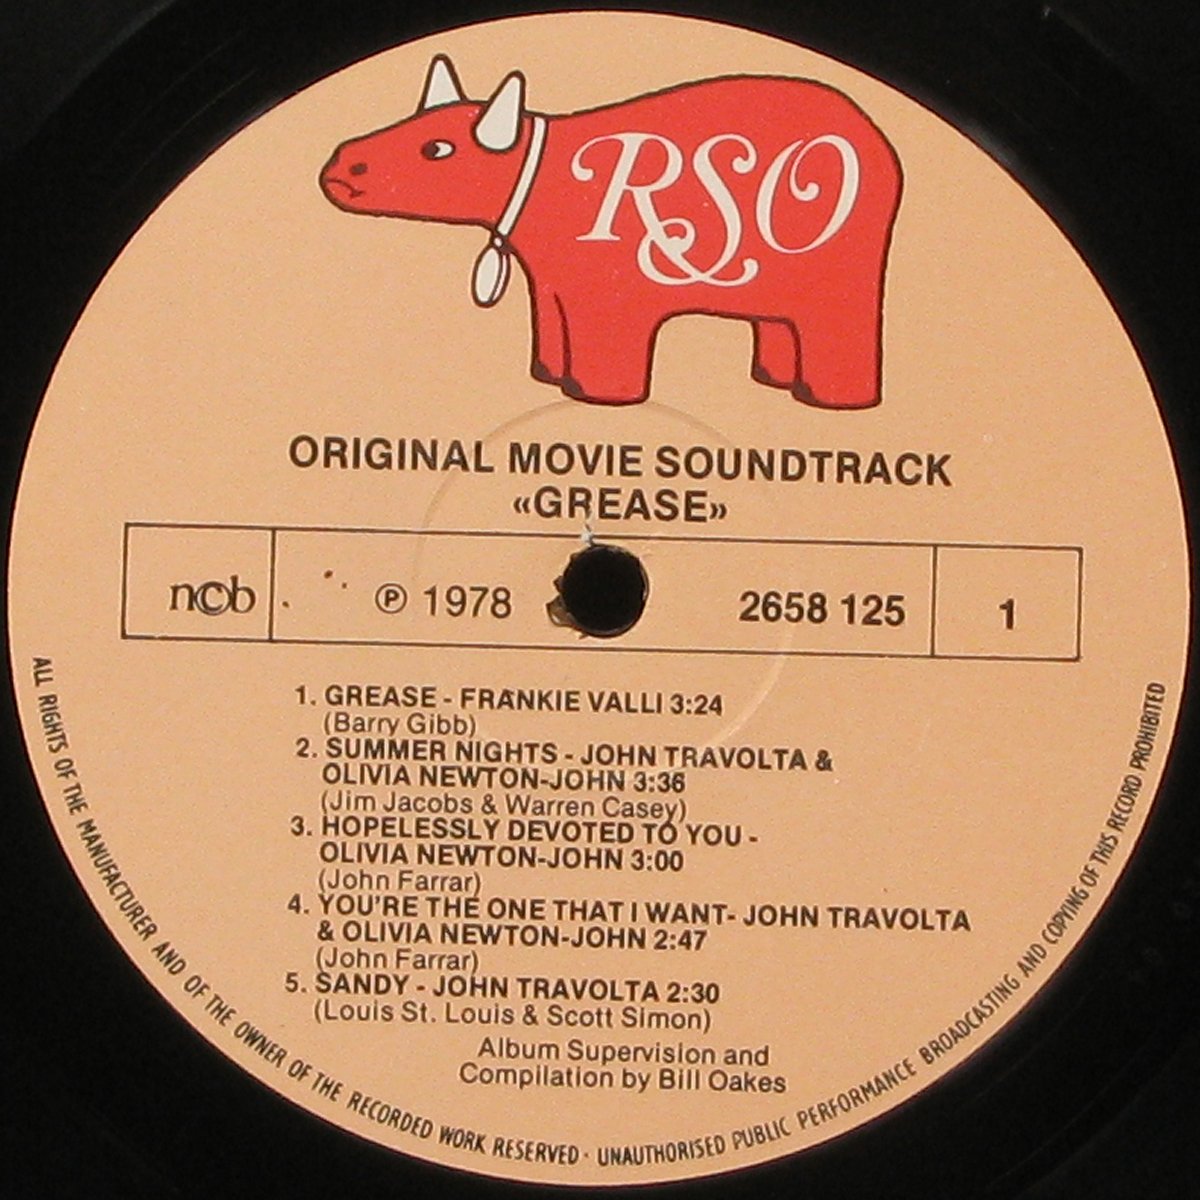 RSO
ORIGINAL MOVIE SOUNDTRACK
«GREASE»
ncb
℗ 1978
2658 125
1
1. GREASE - FRANKIE VALLI 3:24
(Barry Gibb)
2. SUMMER NIGHTS - JOHN TRAVOLTA &
OLIVIA NEWTON-JOHN 3:36
(Jim Jacobs & Warren Casey)
3. HOPELESSLY DEVOTED TO YOU -
OLIVIA NEWTON-JOHN 3:00
(John Farrar)
4. YOU'RE THE ONE THAT I WANT- JOHN TRAVOLTA
& OLIVIA NEWTON-JOHN 2:47
(John Farrar)
5. SANDY - JOHN TRAVOLTA 2:30
(Louis St. Louis & Scott Simon)
Album Supervision and
Compilation by Bill Oakes
ALL RIGHTS OF THE MANUFACTURER AND OF THE OWNER OF THE RECORDED WORK RESERVED · UNAUTHORISED PUBLIC PERFORMANCE BROADCASTING AND COPYING OF THIS RECORD PROHIBITED